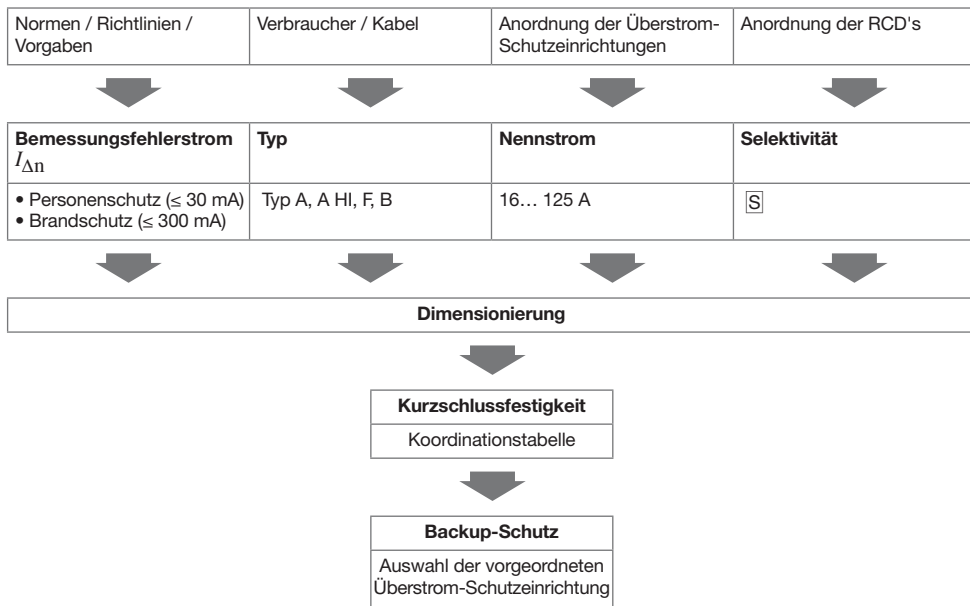 Normen / Richtlinien /
Vorgaben
Verbraucher / Kabel
Anordnung der Überstrom-
Schutzeinrichtungen
Anordnung der RCD's
Bemessungsfehlerstrom
IΔn
Typ
Nennstrom
Selektivität
• Personenschutz (≤ 30 mA)
• Brandschutz (≤ 300 mA)
Typ A, A HI, F, B
16… 125 A
S
Dimensionierung
Kurzschlussfestigkeit
Koordinationstabelle
Backup-Schutz
Auswahl der vorgeordneten
Überstrom-Schutzeinrichtung